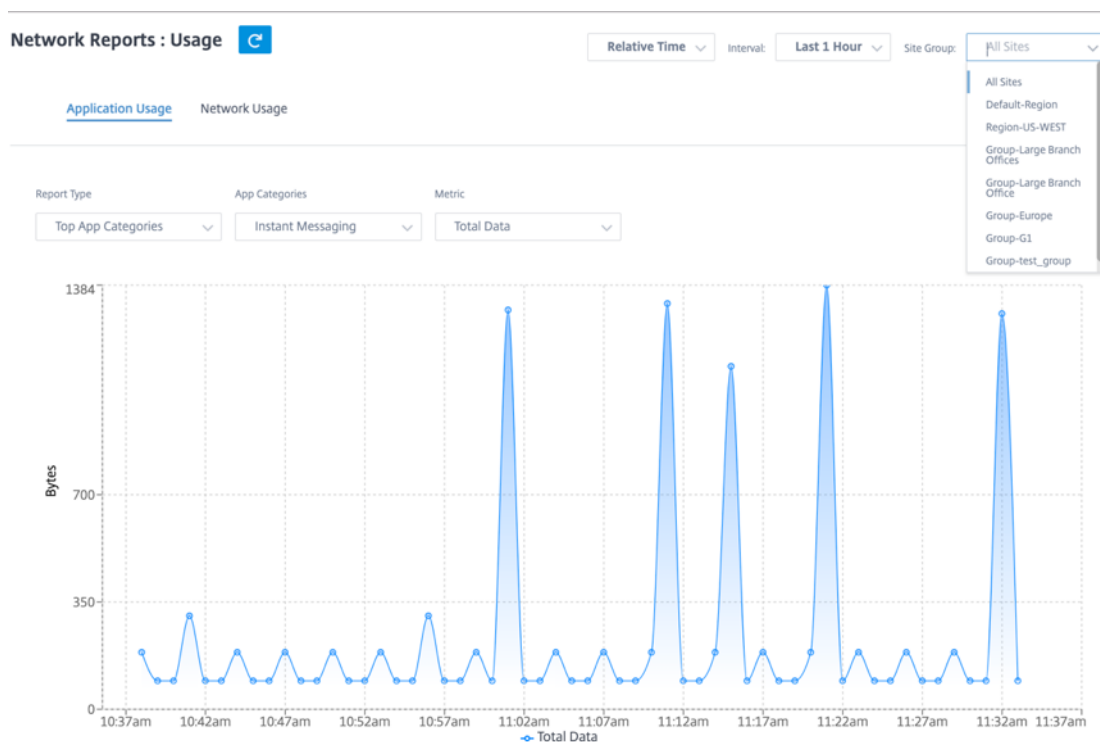 Network Reports : Usage
Relative Time
Interval:
Last 1 Hour
Site Group:
All Sites
All Sites
Default-Region
Region-US-WEST
Group-Large Branch
Offices
Group-Large Branch
Office
Group-Europe
Group-G1
Group-test_group
Application Usage
Network Usage
Report Type
App Categories
Metric
Top App Categories
Instant Messaging
Total Data
1384
700
350
0
Bytes
10:37am 10:42am 10:47am 10:52am 10:57am 11:02am 11:07am 11:12am 11:17am 11:22am 11:27am 11:32am 11:37am
Total Data